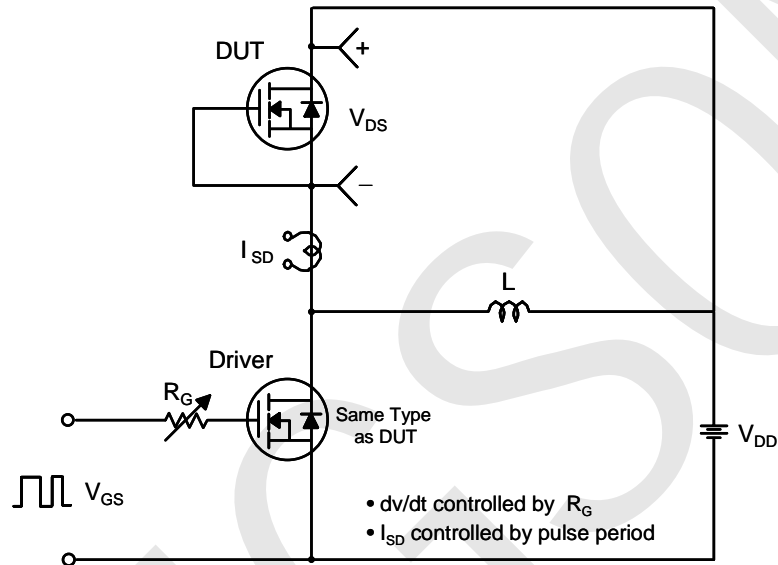 DUT
+
V_DS
−
I_SD
L
Driver
R_G
Same Type
as DUT
V_DD
V_GS
• dv/dt controlled by R_G
• I_SD controlled by pulse period